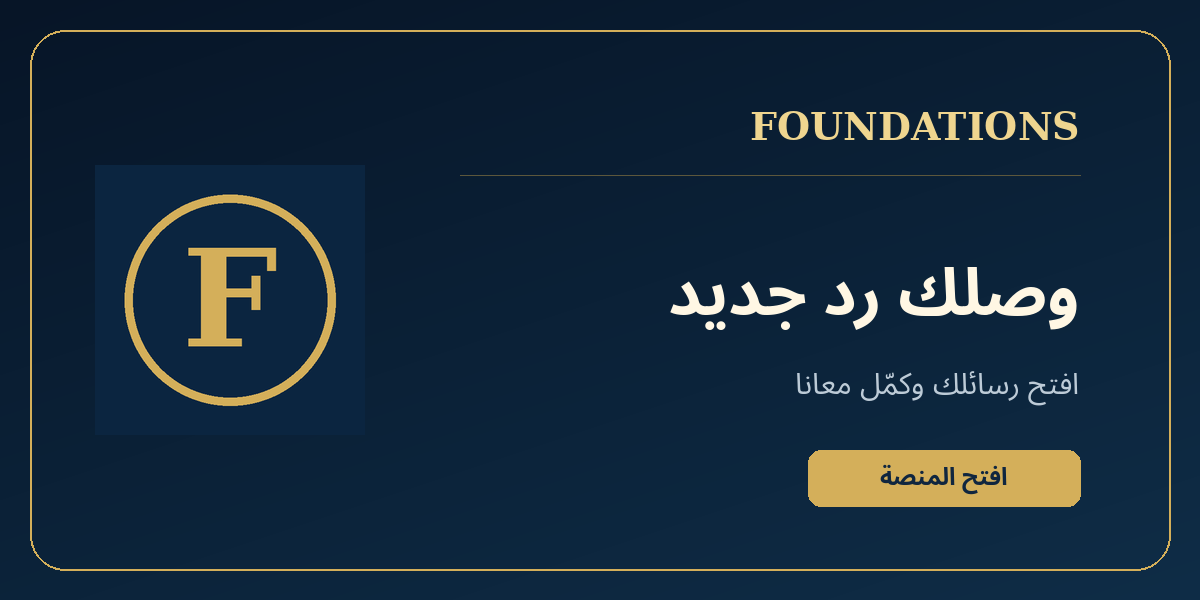 FOUNDATIONS
F
وصلك رد جديد
افتح رسائلك وكمّل معانا
افتح المنصة